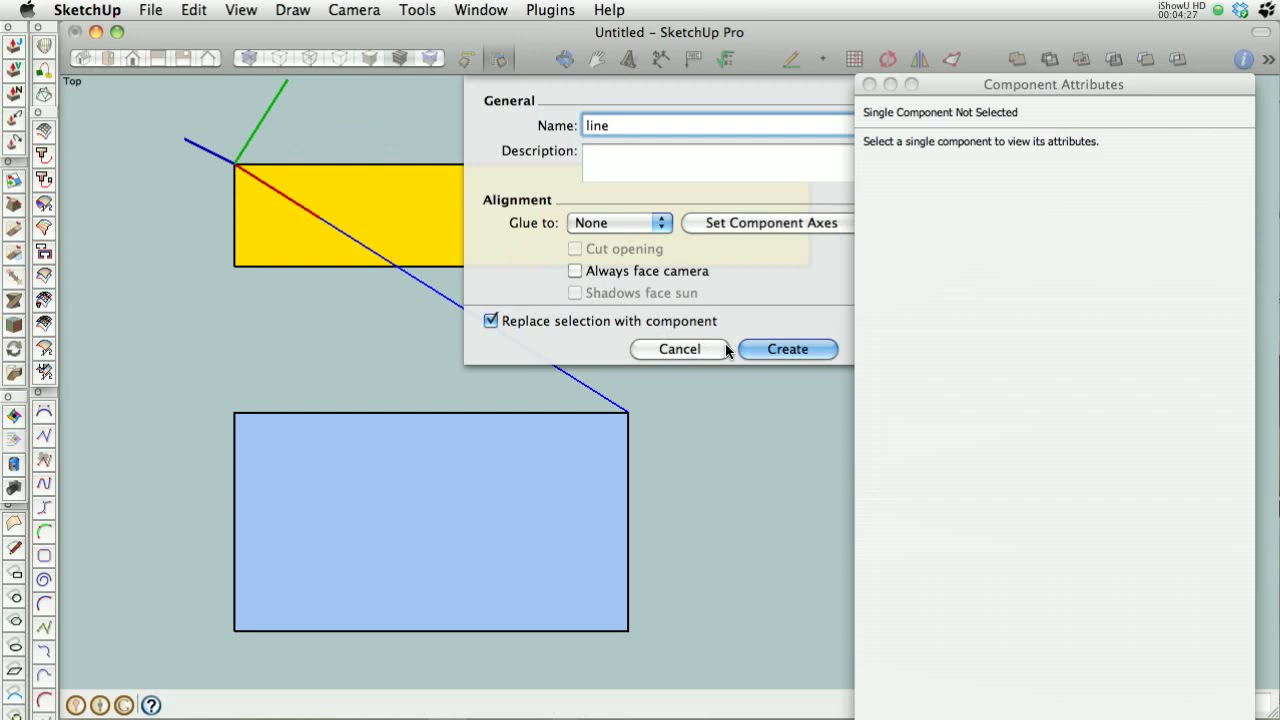 SketchUp File Edit View Draw Camera Tools Window Plugins Help
iShowU HD
00:04:27
Untitled - SketchUp Pro
Top
Component Attributes
General
Single Component Not Selected
Name: line
Select a single component to view its attributes.
Description:
Alignment
Glue to: None Set Component Axes
Cut opening
Always face camera
Shadows face sun
Replace selection with component
Cancel Create